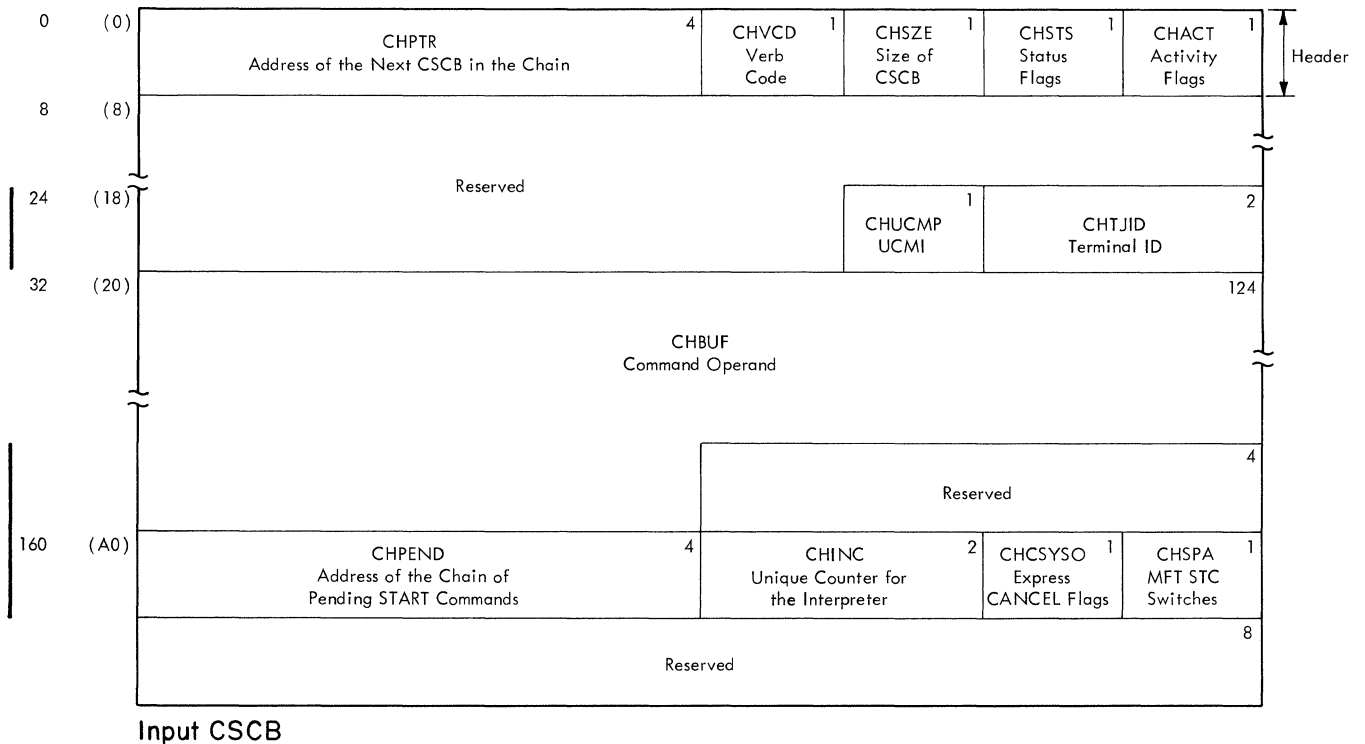 0 (0)
CHPTR 4
Address of the Next CSCB in the Chain
CHVCD 1
Verb
Code
CHSZE 1
Size of
CSCB
CHSTS 1
Status
Flags
CHACT 1
Activity
Flags
Header
8 (8)
Reserved
24 (18)
CHUCMP 1
UCMI
CHTJID 2
Terminal ID
32 (20)
124
CHBUF
Command Operand
4
Reserved
160 (A0)
CHPEND 4
Address of the Chain of
Pending START Commands
CHINC 2
Unique Counter for
the Interpreter
CHCSYSO 1
Express
CANCEL Flags
CHSPA 1
MFT STC
Switches
8
Reserved
Input CSCB